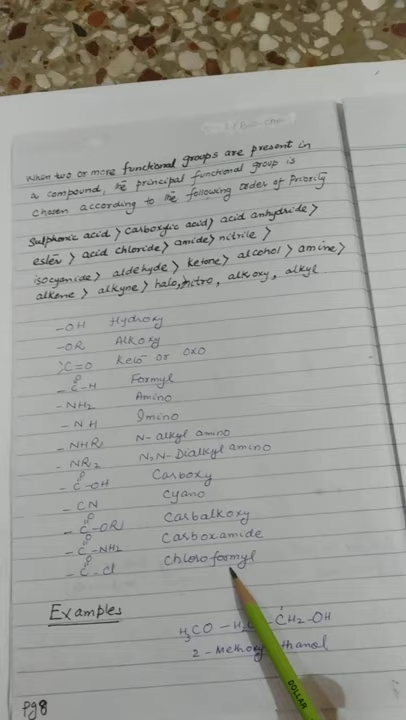 When two or more functional groups are present in
a compound, the principal functional group is
chosen according to the following order of Priority
Sulphonic acid > carboxylic acid > acid anhydride >
ester > acid chloride > amide > nitrile >
isocyanide > aldehyde > ketone > alcohol > amine >
alkene > alkyne > halo, nitro, alkoxy, alkyl
-OH Hydroxy
-OR Alkoxy
>C=O Keto or oxo
O
-C-H Formyl
-NH2 Amino
-NH Imino
-NHR N-alkyl amino
-NR2 N,N-Dialkyl amino
O
-C-OH Carboxy
-CN Cyano
O
-C-OR Carbalkoxy
O
-C-NH2 Carboxamide
O
-C-Cl Chloroformyl
Examples
H3CO - CH2-OH
2-Methoxy
DOLLAR
Pg 8